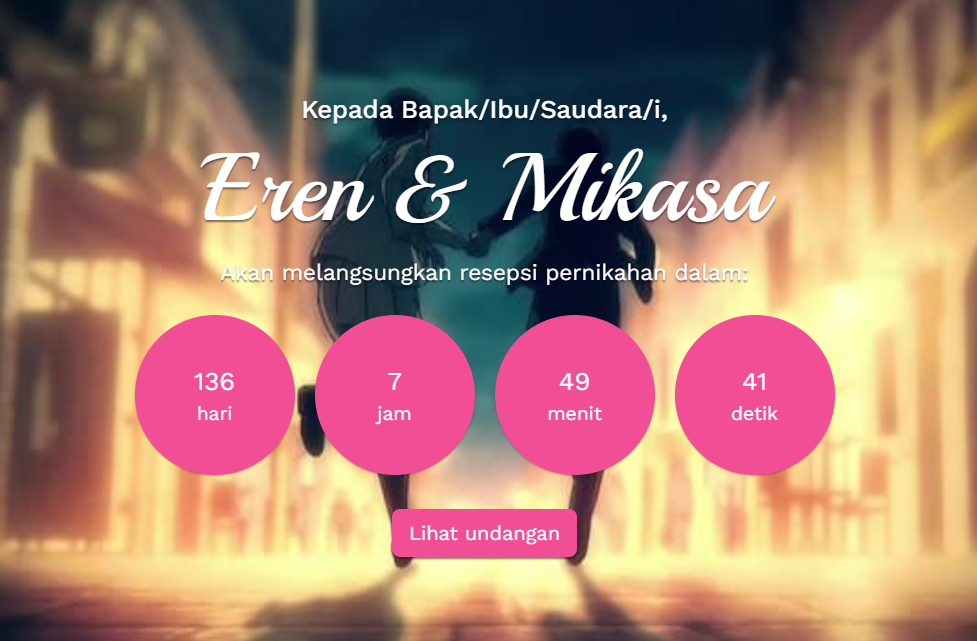 Kepada Bapak/Ibu/Saudara/i,
Eren & Mikasa
Akan melangsungkan resepsi pernikahan dalam:
136
hari
7
jam
49
menit
41
detik
Lihat undangan